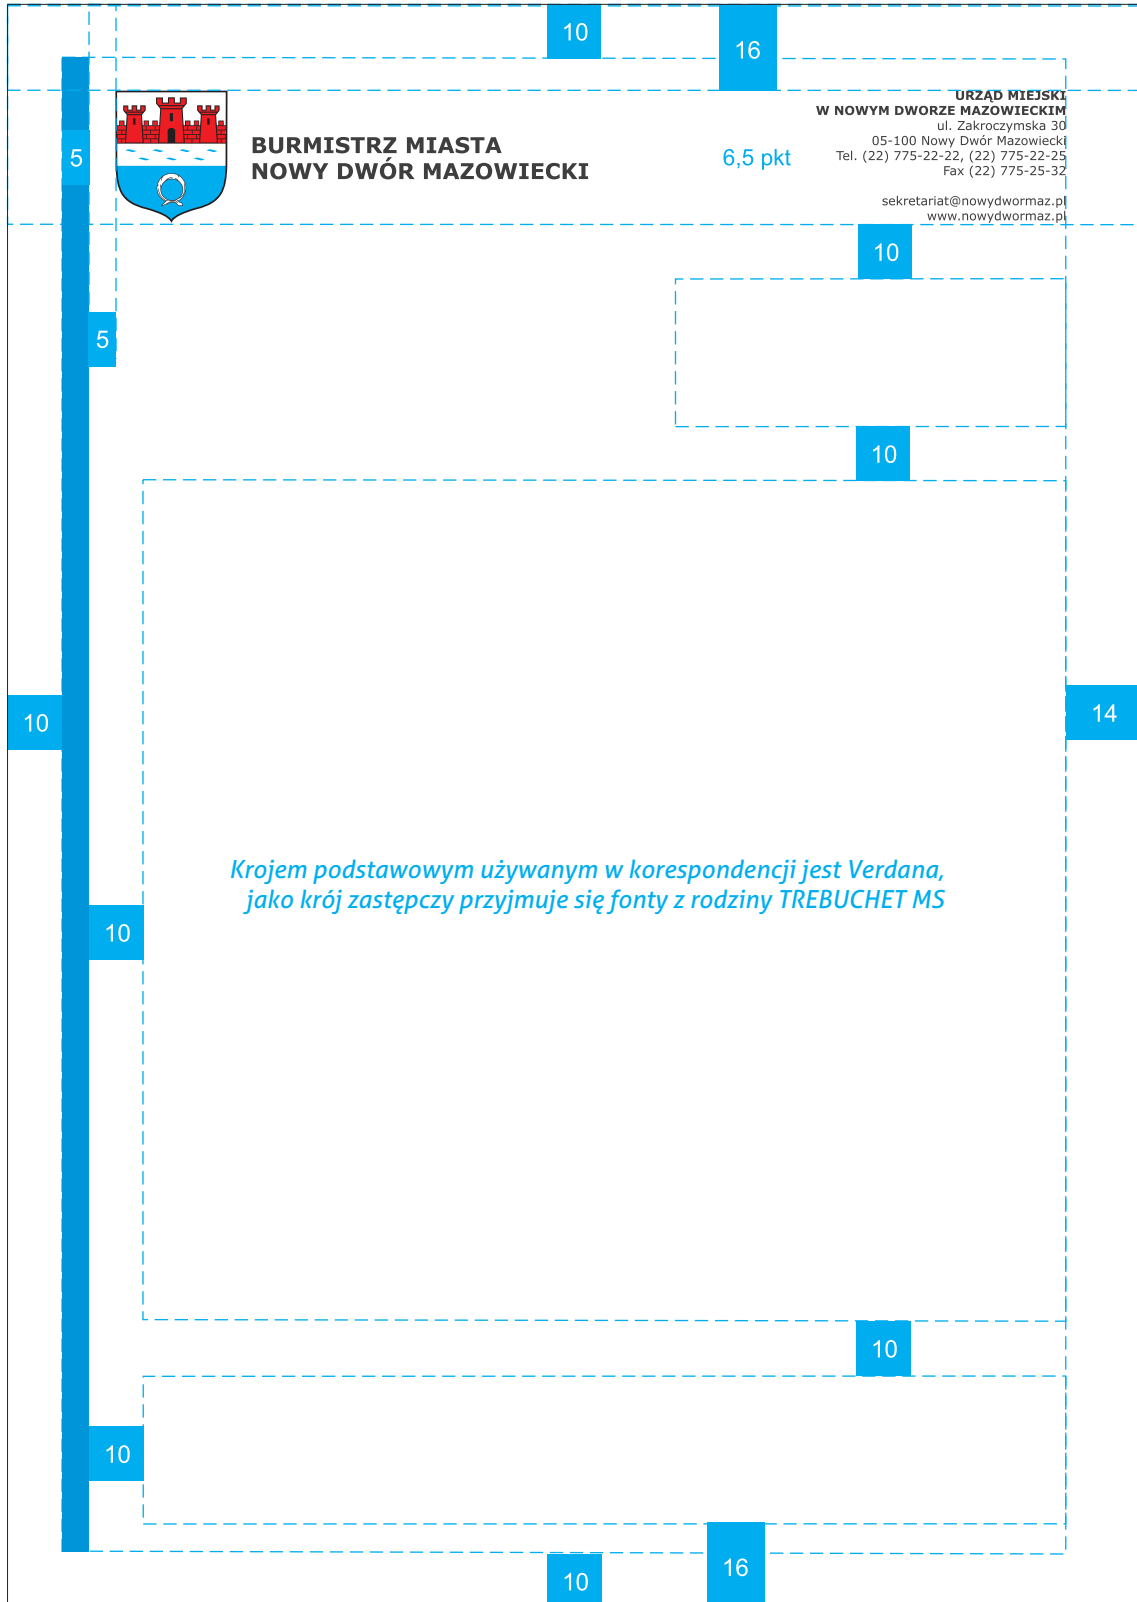 10
16
URZĄD MIEJSKI
W NOWYM DWORZE MAZOWIECKIM
ul. Zakroczymska 30
05-100 Nowy Dwór Mazowiecki
Tel. (22) 775-22-22, (22) 775-22-25
Fax (22) 775-25-32
sekretariat@nowydwormaz.pl
www.nowydwormaz.pl
5
BURMISTRZ MIASTA
NOWY DWÓR MAZOWIECKI
6,5 pkt
10
5
10
10
14
Krojem podstawowym używanym w korespondencji jest Verdana,
jako krój zastępczy przyjmuje się fonty z rodziny TREBUCHET MS
10
10
10
10
16